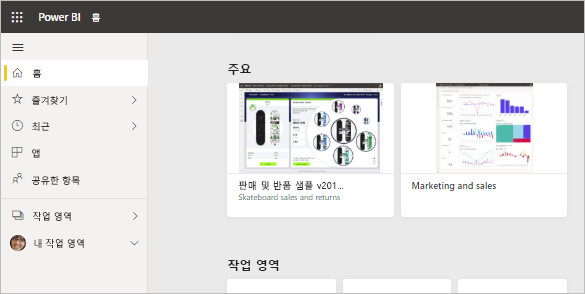 Power BI 홈
홈
즐겨찾기
최근
앱
공유한 항목
작업 영역
내 작업 영역
주요
판매 및 반품 샘플 v201...
Skateboard sales and returns
Marketing and sales
작업 영역